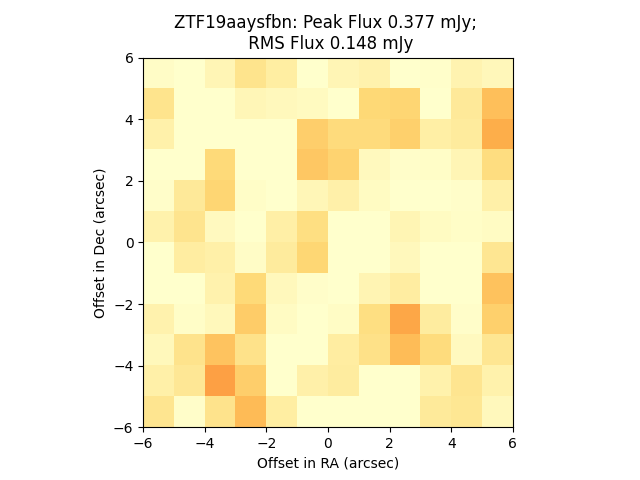 ZTF19aaysfbn: Peak Flux 0.377 mJy;
RMS Flux 0.148 mJy
6
4
2
0
−2
−4
−6
Offset in Dec (arcsec)
−6 −4 −2 0 2 4 6
Offset in RA (arcsec)